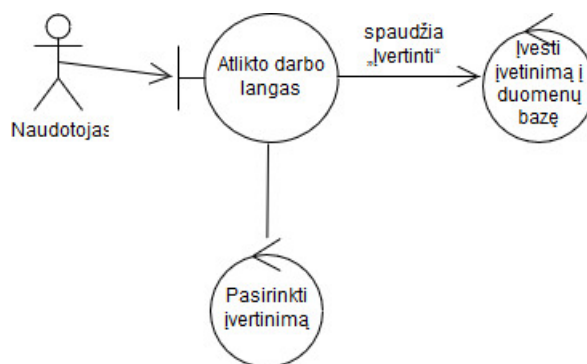 Atlikto darbo
langas
spaudžia
„Įvertinti“
Įvesti
įvetinimą į
duomenų
bazę
Naudotojas
Pasirinkti
įvertinimą